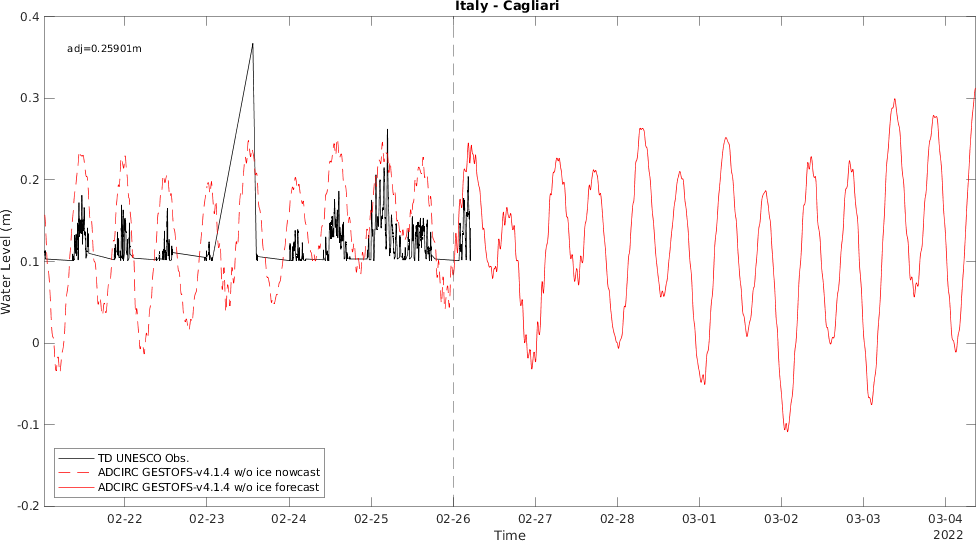 Italy - Cagliari
0.4
adj=0.25901m
0.3
0.2
Water Level (m)
0.1
0
-0.1
TD UNESCO Obs.
ADCIRC GESTOFS-v4.1.4 w/o ice nowcast
ADCIRC GESTOFS-v4.1.4 w/o ice forecast
-0.2
02-22 02-23 02-24 02-25 02-26 02-27 02-28 03-01 03-02 03-03 03-04
Time 2022